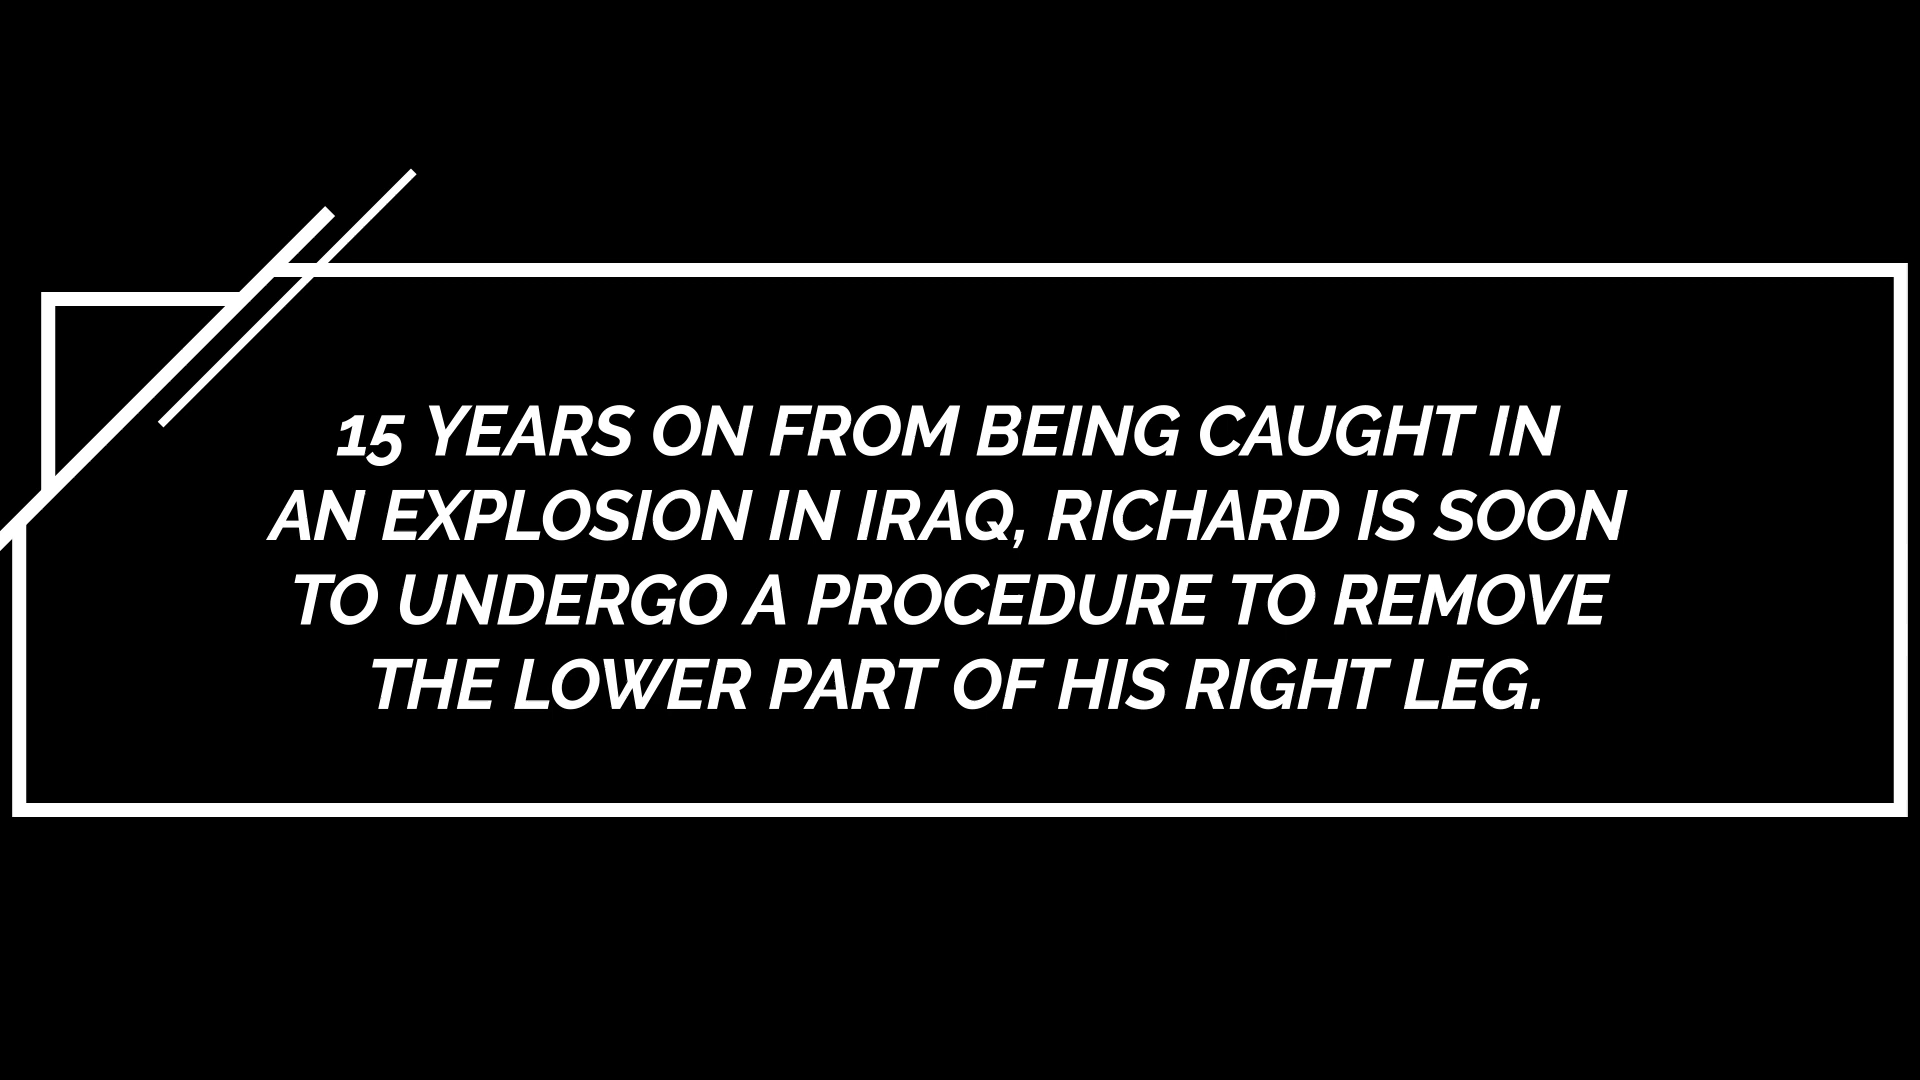 15 YEARS ON FROM BEING CAUGHT IN
AN EXPLOSION IN IRAQ, RICHARD IS SOON
TO UNDERGO A PROCEDURE TO REMOVE
THE LOWER PART OF HIS RIGHT LEG.